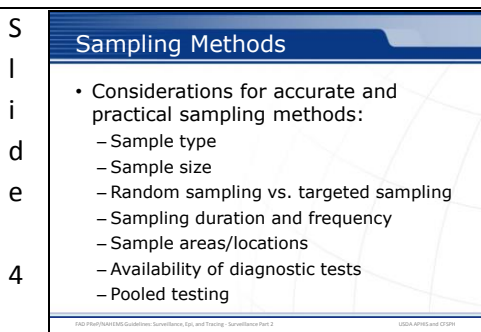 Slide 4
Sampling Methods
• Considerations for accurate and
practical sampling methods:
– Sample type
– Sample size
– Random sampling vs. targeted sampling
– Sampling duration and frequency
– Sample areas/locations
– Availability of diagnostic tests
– Pooled testing
FAD PReP/NAHEMS Guidelines: Surveillance, Epi, and Tracing - Surveillance Part 2
USDA APHIS and CFSPH